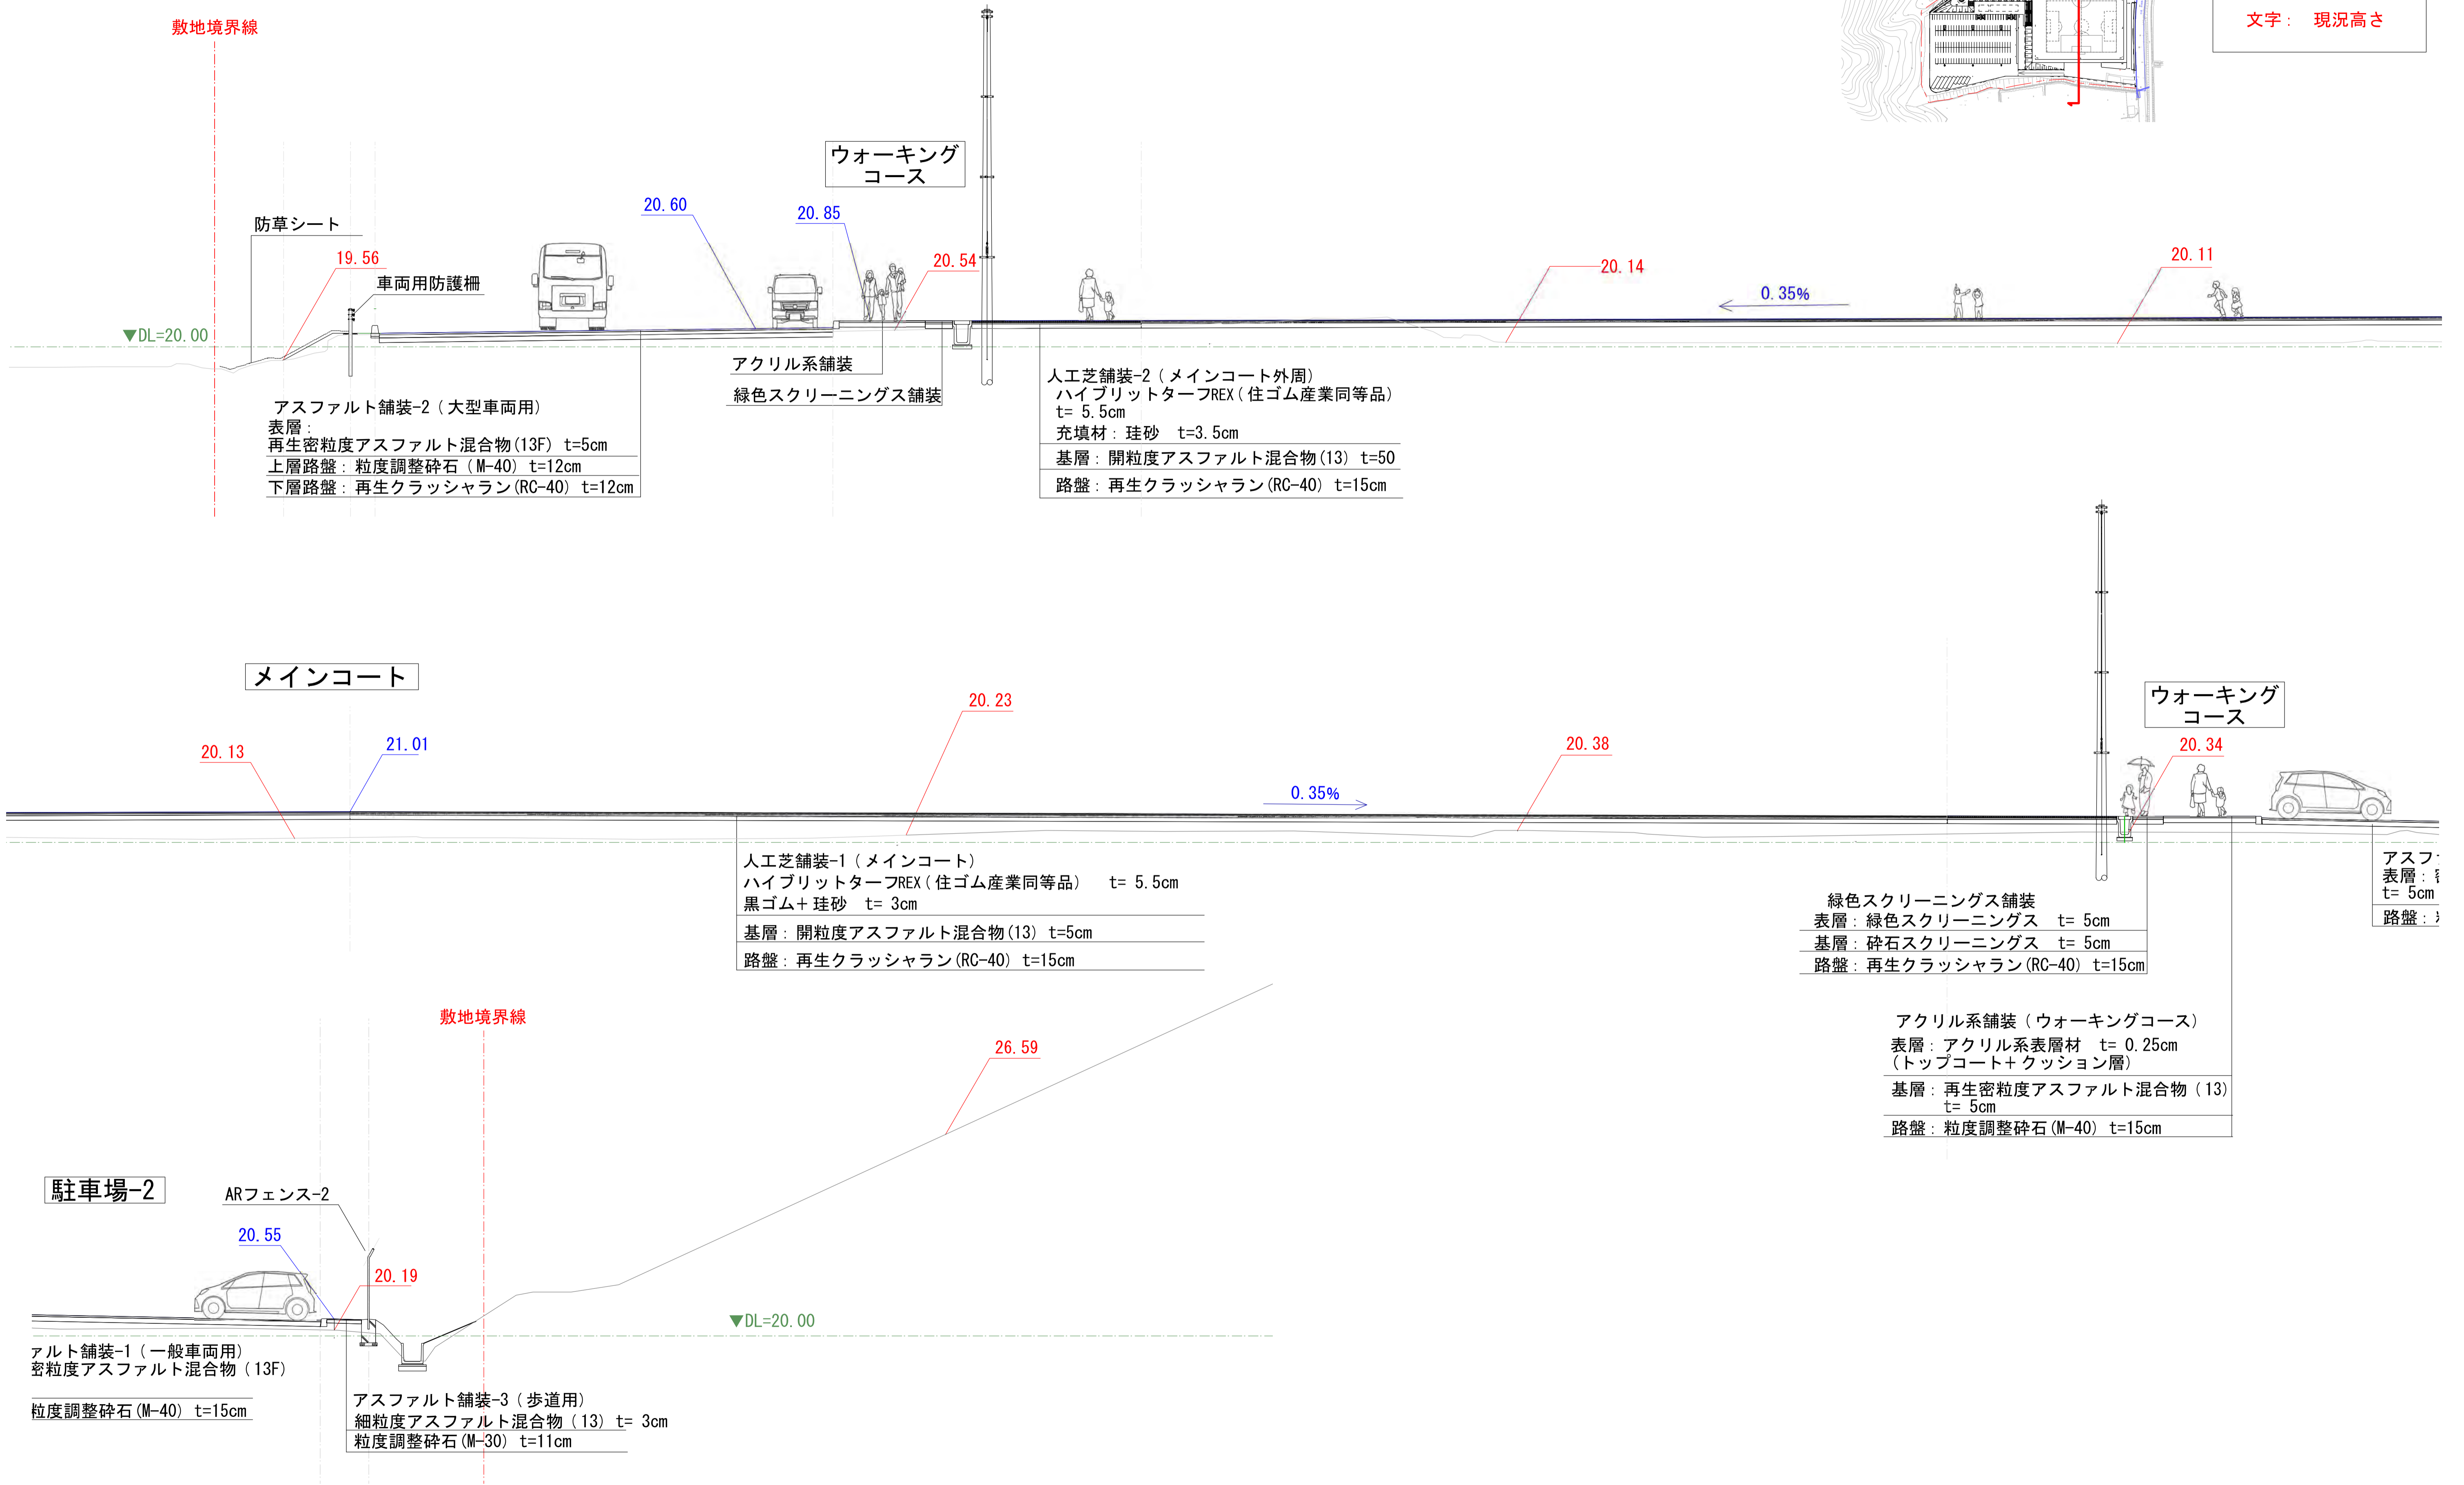 敷地境界線
文字： 現況高さ
ウォーキング
コース
20.60
20.85
防草シート
19.56
車両用防護柵
20.54
20.14
20.11
0.35%
▼DL=20.00
アクリル系舗装
緑色スクリーニングス舗装
アスファルト舗装-2（大型車両用）
表層：
再生密粒度アスファルト混合物(13F) t=5cm
上層路盤：粒度調整砕石（M-40）t=12cm
下層路盤：再生クラッシャラン(RC-40) t=12cm
人工芝舗装-2（メインコート外周）
ハイブリットターフREX（住ゴム産業同等品）
t= 5.5cm
充填材：珪砂 t=3.5cm
基層：開粒度アスファルト混合物(13) t=50
路盤：再生クラッシャラン(RC-40) t=15cm
メインコート
20.13
21.01
20.23
0.35%
20.38
ウォーキング
コース
20.34
人工芝舗装-1（メインコート）
ハイブリットターフREX（住ゴム産業同等品） t= 5.5cm
黒ゴム＋珪砂 t= 3cm
基層：開粒度アスファルト混合物(13) t=5cm
路盤：再生クラッシャラン(RC-40) t=15cm
緑色スクリーニングス舗装
表層：緑色スクリーニングス t= 5cm
基層：砕石スクリーニングス t= 5cm
路盤：再生クラッシャラン(RC-40) t=15cm
アスフ
表層：
t= 5cm
路盤：
アクリル系舗装（ウォーキングコース）
表層：アクリル系表層材 t= 0.25cm
（トップコート＋クッション層）
基層：再生密粒度アスファルト混合物（13）
t= 5cm
路盤：粒度調整砕石(M-40) t=15cm
敷地境界線
26.59
駐車場-2
ARフェンス-2
20.55
20.19
▼DL=20.00
ァルト舗装-1（一般車両用）
密粒度アスファルト混合物（13F）
粒度調整砕石(M-40) t=15cm
アスファルト舗装-3（歩道用）
細粒度アスファルト混合物（13）t= 3cm
粒度調整砕石(M-30) t=11cm